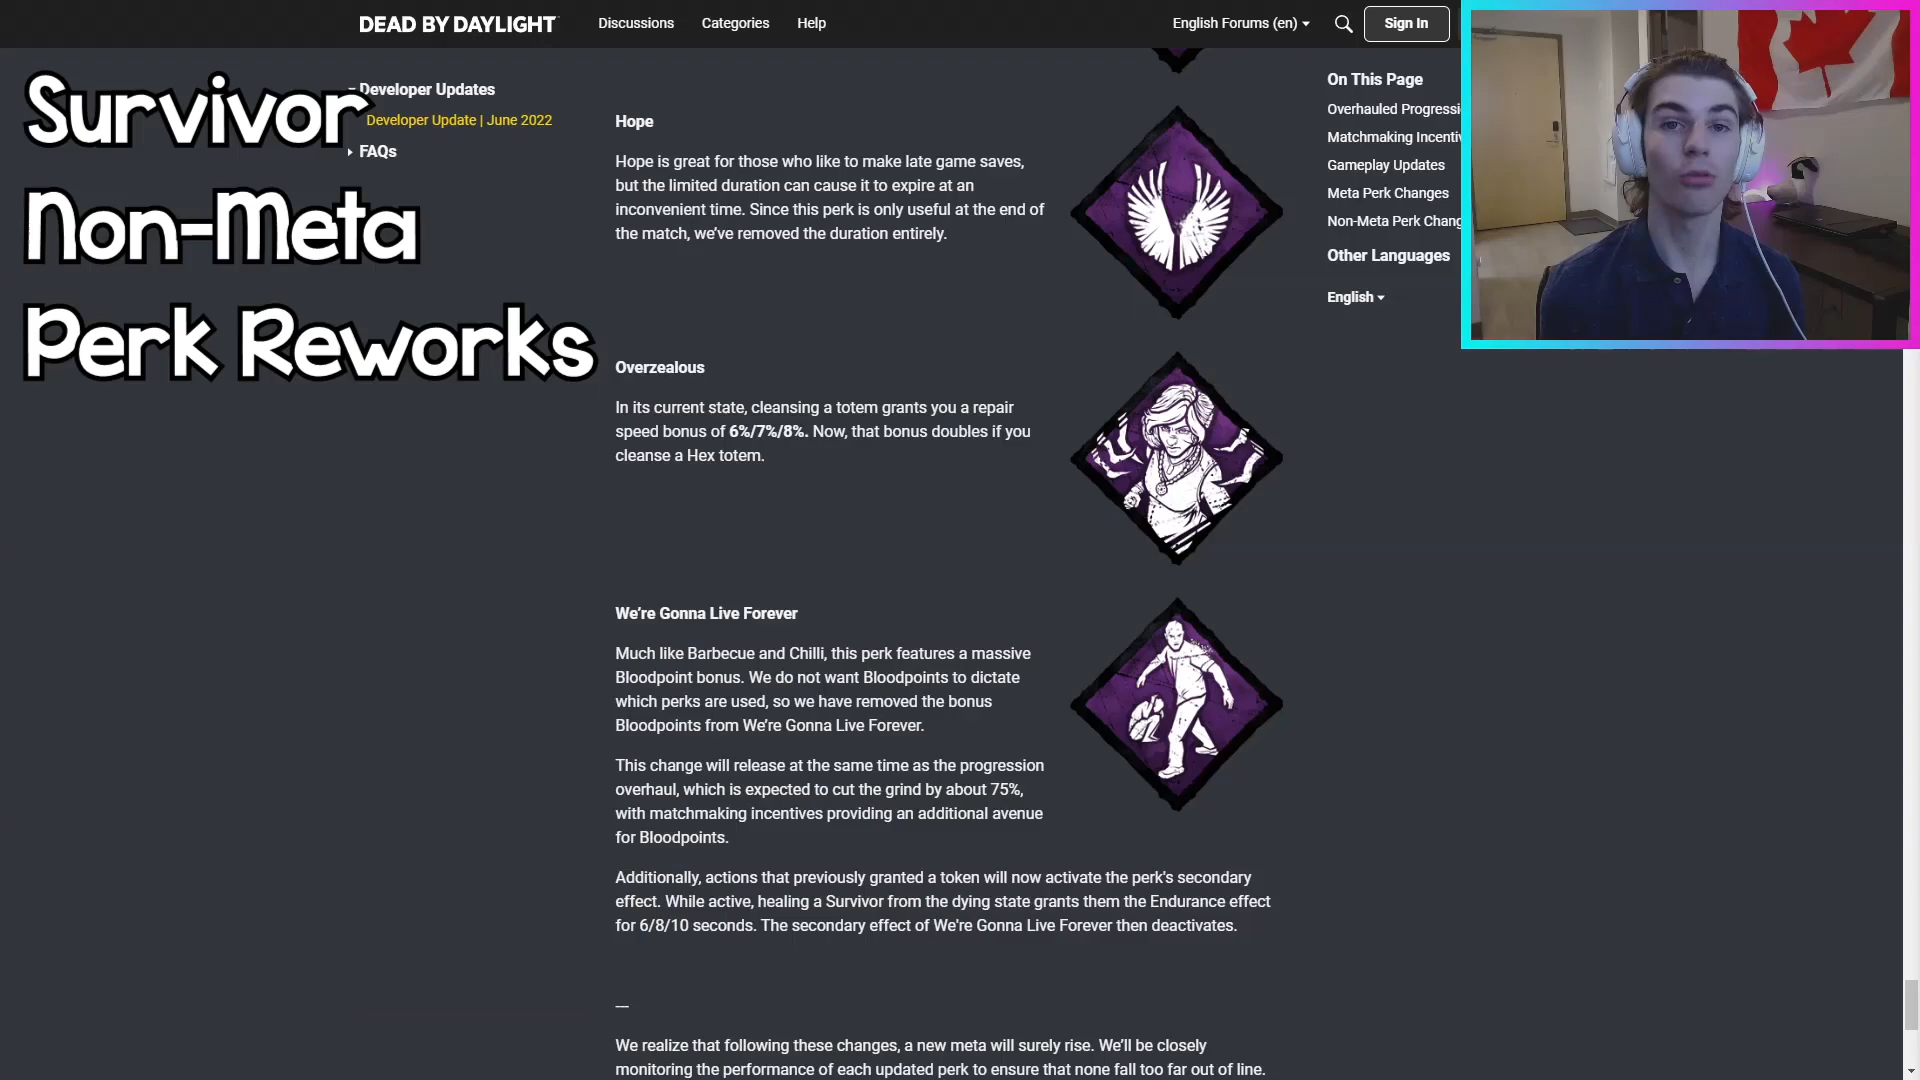 DEAD BY DAYLIGHT
Discussions
Categories
Help
English Forums (en)
Sign In
Survivor
Non-Meta
Perk Reworks
Developer Updates
Developer Update | June 2022
FAQs
Hope
Hope is great for those who like to make late game saves,
but the limited duration can cause it to expire at an
inconvenient time. Since this perk is only useful at the end of
the match, we've removed the duration entirely.
Overzealous
In its current state, cleansing a totem grants you a repair
speed bonus of 6%/7%/8%. Now, that bonus doubles if you
cleanse a Hex totem.
We're Gonna Live Forever
Much like Barbecue and Chilli, this perk features a massive
Bloodpoint bonus. We do not want Bloodpoints to dictate
which perks are used, so we have removed the bonus
Bloodpoints from We're Gonna Live Forever.
This change will release at the same time as the progression
overhaul, which is expected to cut the grind by about 75%,
with matchmaking incentives providing an additional avenue
for Bloodpoints.
Additionally, actions that previously granted a token will now activate the perk's secondary
effect. While active, healing a Survivor from the dying state grants them the Endurance effect
for 6/8/10 seconds. The secondary effect of We're Gonna Live Forever then deactivates.
—
We realize that following these changes, a new meta will surely rise. We'll be closely
monitoring the performance of each updated perk to ensure that none fall too far out of line.
On This Page
Overhauled Progressi
Matchmaking Incentiv
Gameplay Updates
Meta Perk Changes
Non-Meta Perk Chang
Other Languages
English